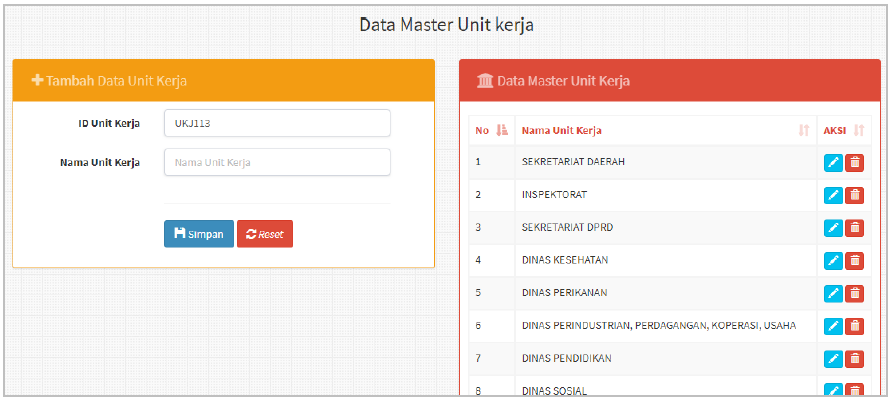 Data Master Unit kerja
Tambah Data Unit Kerja
ID Unit Kerja UKJ113
Nama Unit Kerja Nama Unit Kerja
Simpan Reset
Data Master Unit Kerja
No Nama Unit Kerja AKSI
1 SEKRETARIAT DAERAH
2 INSPEKTORAT
3 SEKRETARIAT DPRD
4 DINAS KESEHATAN
5 DINAS PERIKANAN
6 DINAS PERINDUSTRIAN, PERDAGANGAN, KOPERASI, USAHA
7 DINAS PENDIDIKAN
8 DINAS SOSIAL